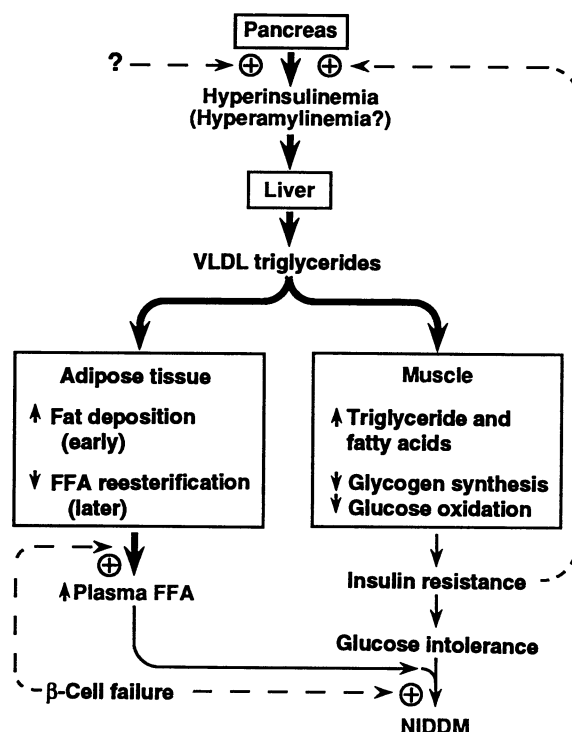 Pancreas
?
Hyperinsulinemia
(Hyperamylinemia?)
Liver
VLDL triglycerides
Adipose tissue
Fat deposition
(early)
FFA reesterification
(later)
Muscle
Triglyceride and
fatty acids
Glycogen synthesis
Glucose oxidation
Plasma FFA
Insulin resistance
Glucose intolerance
β-Cell failure
NIDDM